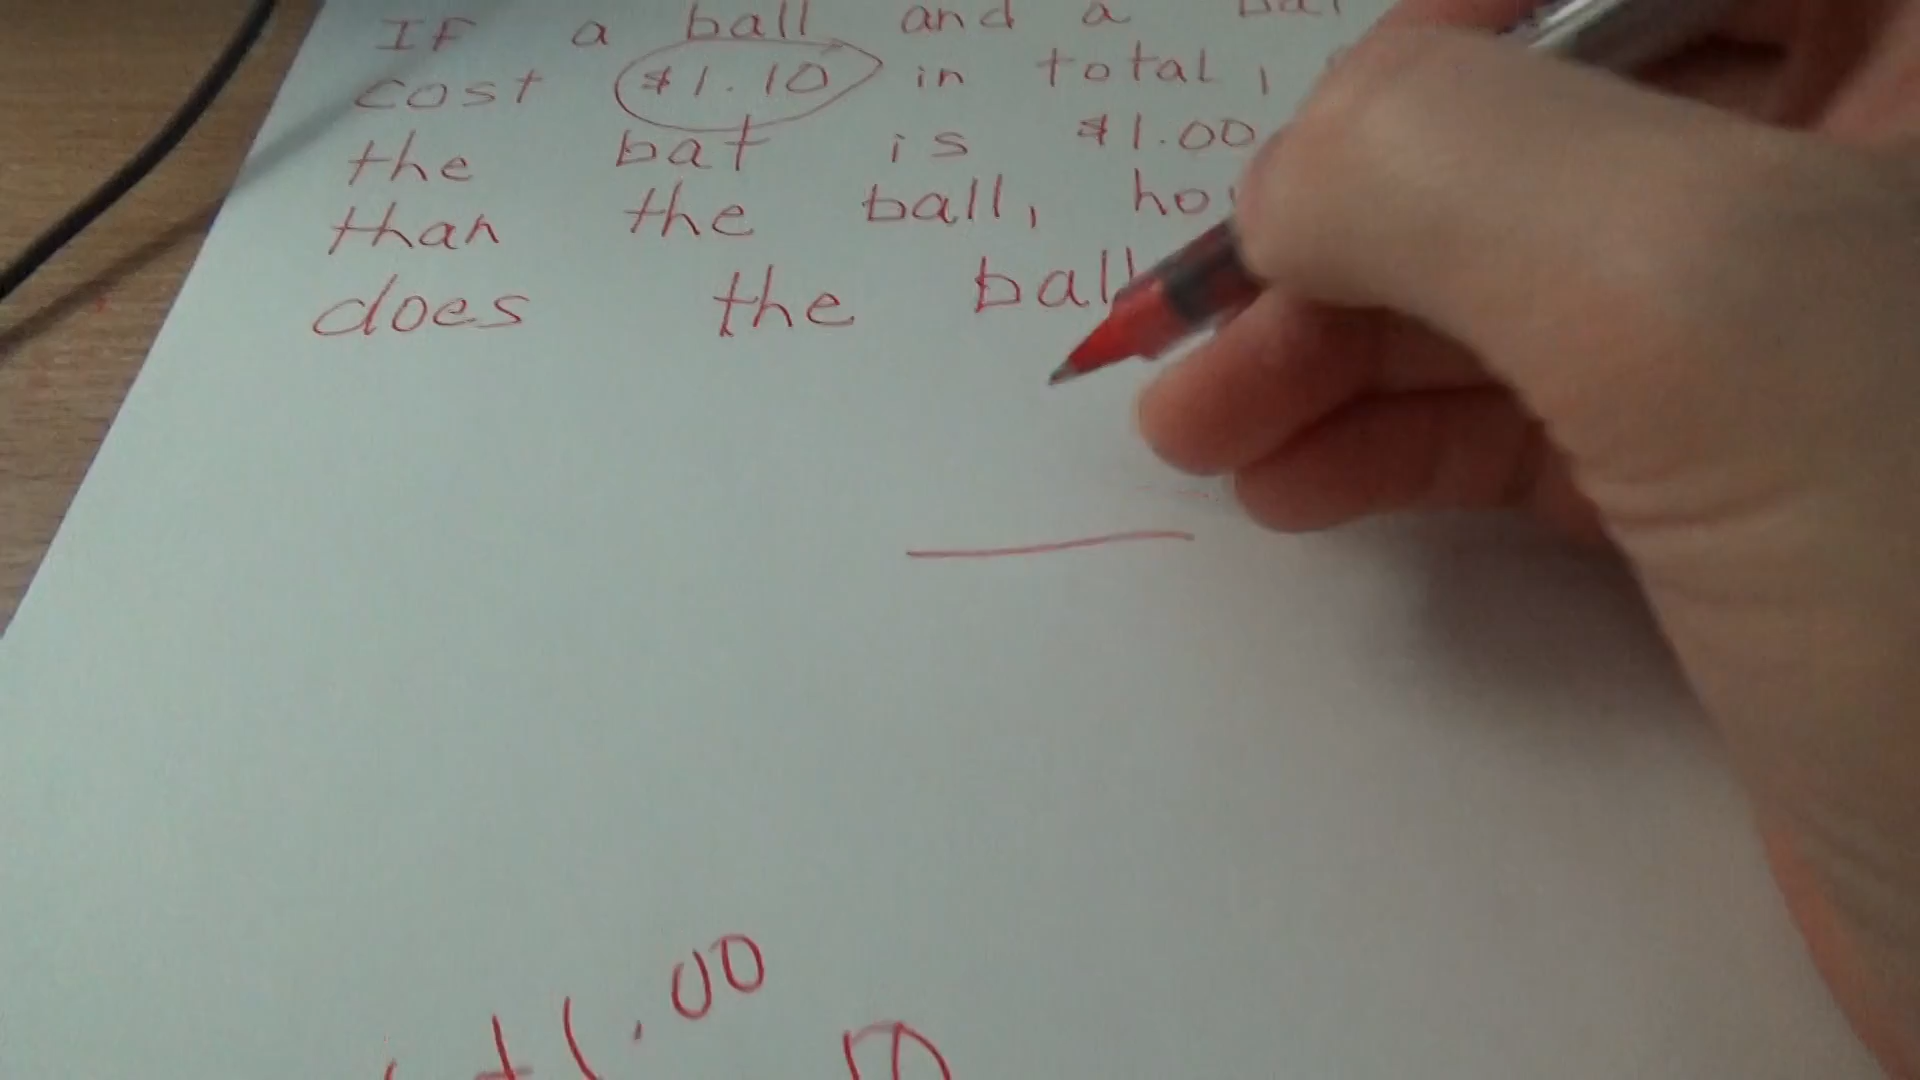 IF a ball and a
cost $1.10 in total,
the bat is $1.00
than the ball,
does the ball
.00